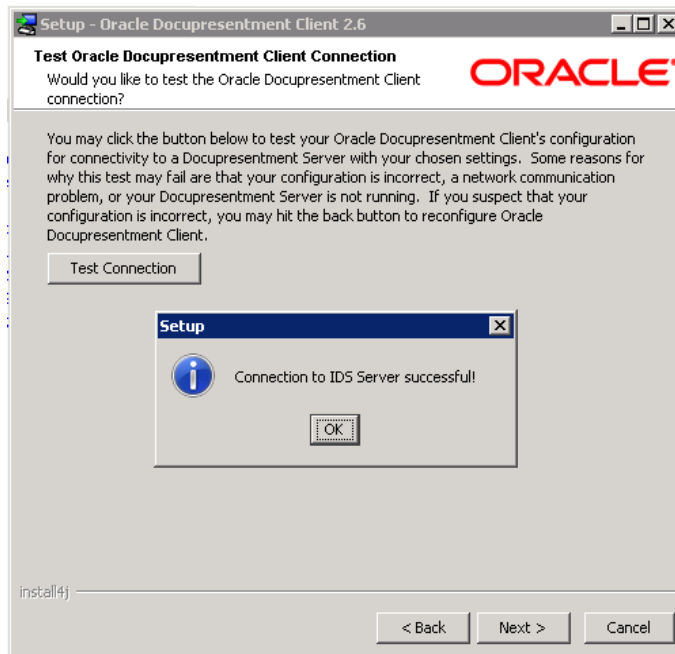 Setup - Oracle Documpresentment Client 2.6
Test Oracle Docupresentment Client Connection
Would you like to test the Oracle Docupresentment Client
connection?
ORACLE
You may click the button below to test your Oracle Docupresentment Client's configuration
for connectivity to a Docupresentment Server with your chosen settings.  Some reasons for
why this test may fail are that your configuration is incorrect, a network communication
problem, or your Docupresentment Server is not running.  If you suspect that your
configuration is incorrect, you may hit the back button to reconfigure Oracle
Docupresentment Client.
Test Connection
Setup
Connection to IDS Server successful!
OK
install4j
< Back
Next >
Cancel